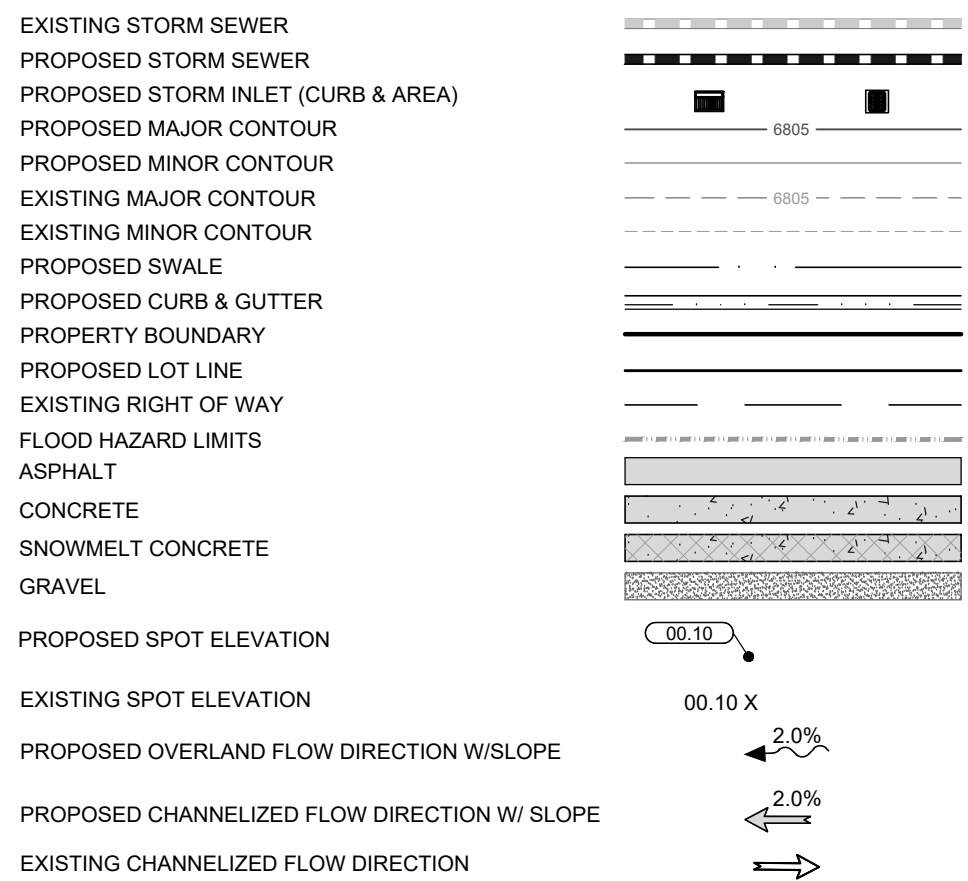 EXISTING STORM SEWER
PROPOSED STORM SEWER
PROPOSED STORM INLET (CURB & AREA)
PROPOSED MAJOR CONTOUR 6805
PROPOSED MINOR CONTOUR
EXISTING MAJOR CONTOUR 6805
EXISTING MINOR CONTOUR
PROPOSED SWALE
PROPOSED CURB & GUTTER
PROPERTY BOUNDARY
PROPOSED LOT LINE
EXISTING RIGHT OF WAY
FLOOD HAZARD LIMITS
ASPHALT
CONCRETE
SNOWMELT CONCRETE
GRAVEL
PROPOSED SPOT ELEVATION 00.10
EXISTING SPOT ELEVATION 00.10 X
PROPOSED OVERLAND FLOW DIRECTION W/SLOPE 2.0%
PROPOSED CHANNELIZED FLOW DIRECTION W/ SLOPE 2.0%
EXISTING CHANNELIZED FLOW DIRECTION